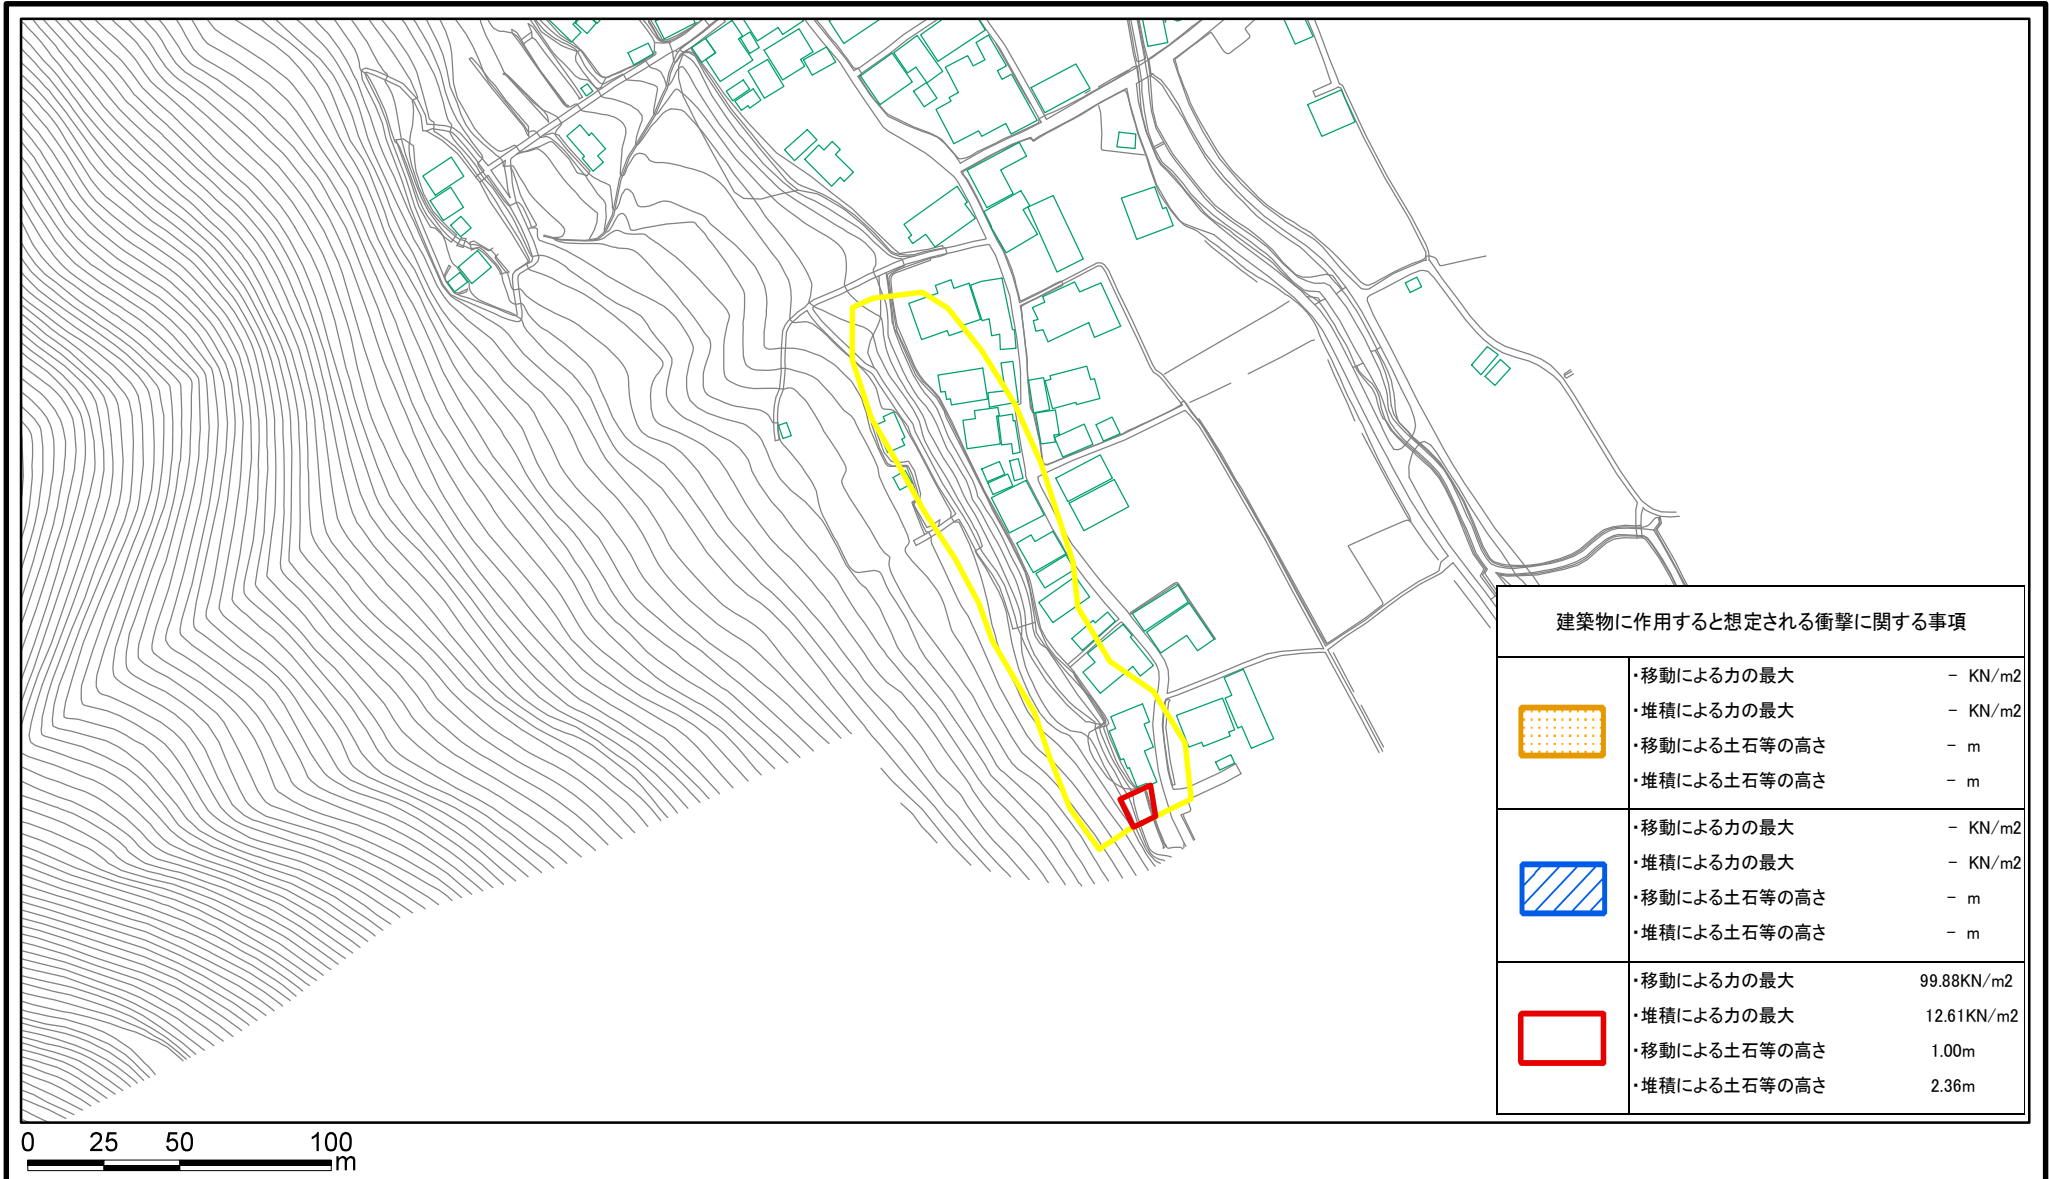 建築物に作用すると想定される衝撃に関する事項
・移動による力の最大 － KN/m2
・堆積による力の最大 － KN/m2
・移動による土石等の高さ － m
・堆積による土石等の高さ － m
・移動による力の最大 － KN/m2
・堆積による力の最大 － KN/m2
・移動による土石等の高さ － m
・堆積による土石等の高さ － m
・移動による力の最大 99.88KN/m2
・堆積による力の最大 12.61KN/m2
・移動による土石等の高さ 1.00m
・堆積による土石等の高さ 2.36m
0 25 50 100
m